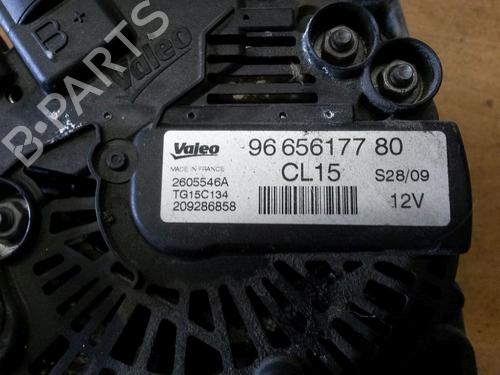 B+
Valeo
B-PARTS
Valeo
96 656177 80
MADE IN FRANCE
CL15
S28/09
2605546A
TG15C134
209286858
12V